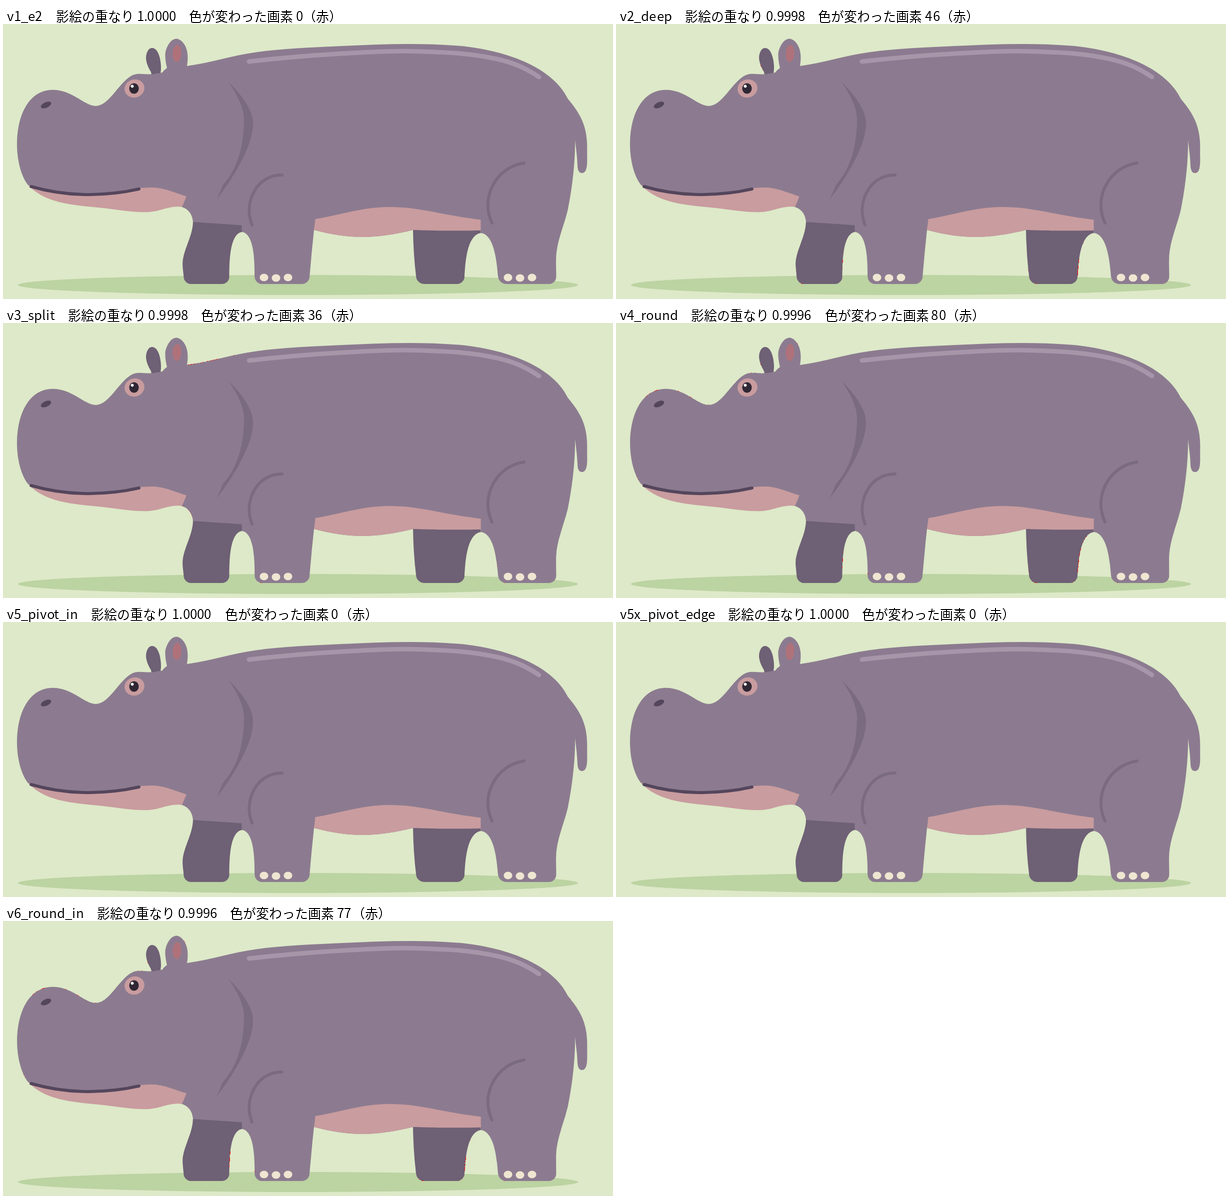 v1_e2 影絵の重なり 1.0000 色が変わった画素 0（赤）
v2_deep 影絵の重なり 0.9998 色が変わった画素 46（赤）
v3_split 影絵の重なり 0.9998 色が変わった画素 36（赤）
v4_round 影絵の重なり 0.9996 色が変わった画素 80（赤）
v5_pivot_in 影絵の重なり 1.0000 色が変わった画素 0（赤）
v5x_pivot_edge 影絵の重なり 1.0000 色が変わった画素 0（赤）
v6_round_in 影絵の重なり 0.9996 色が変わった画素 77（赤）